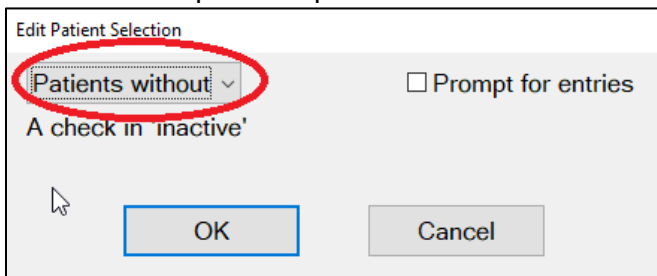 Edit Patient Selection
Patients without
Prompt for entries
A check in 'inactive'
OK
Cancel